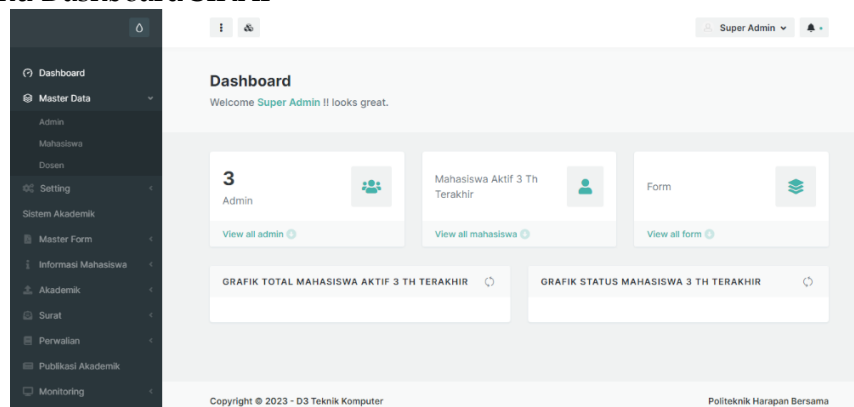 Super Admin
Dashboard
Master Data
Admin
Mahasiswa
Dosen
Setting
Sistem Akademik
Master Form
Informasi Mahasiswa
Akademik
Surat
Perwalian
Publikasi Akademik
Monitoring
Dashboard
Welcome Super Admin !! looks great.
3
Admin
View all admin
Mahasiswa Aktif 3 Th
Terakhir
View all mahasiswa
Form
View all form
GRAFIK TOTAL MAHASISWA AKTIF 3 TH TERAKHIR
GRAFIK STATUS MAHASISWA 3 TH TERAKHIR
Copyright © 2023 - D3 Teknik Komputer
Politeknik Harapan Bersama